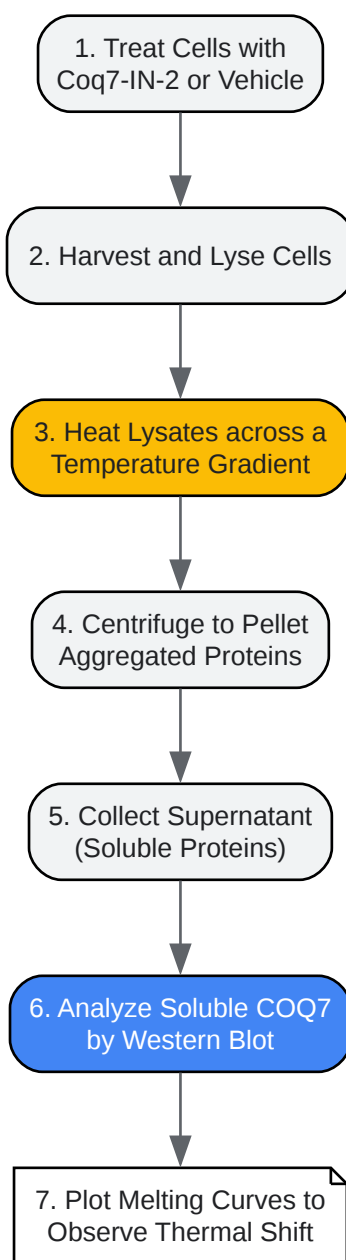 1. Treat Cells with
Coq7-IN-2 or Vehicle
2. Harvest and Lyse Cells
3. Heat Lysates across a
Temperature Gradient
4. Centrifuge to Pellet
Aggregated Proteins
5. Collect Supernatant
(Soluble Proteins)
6. Analyze Soluble COQ7
by Western Blot
7. Plot Melting Curves to
Observe Thermal Shift